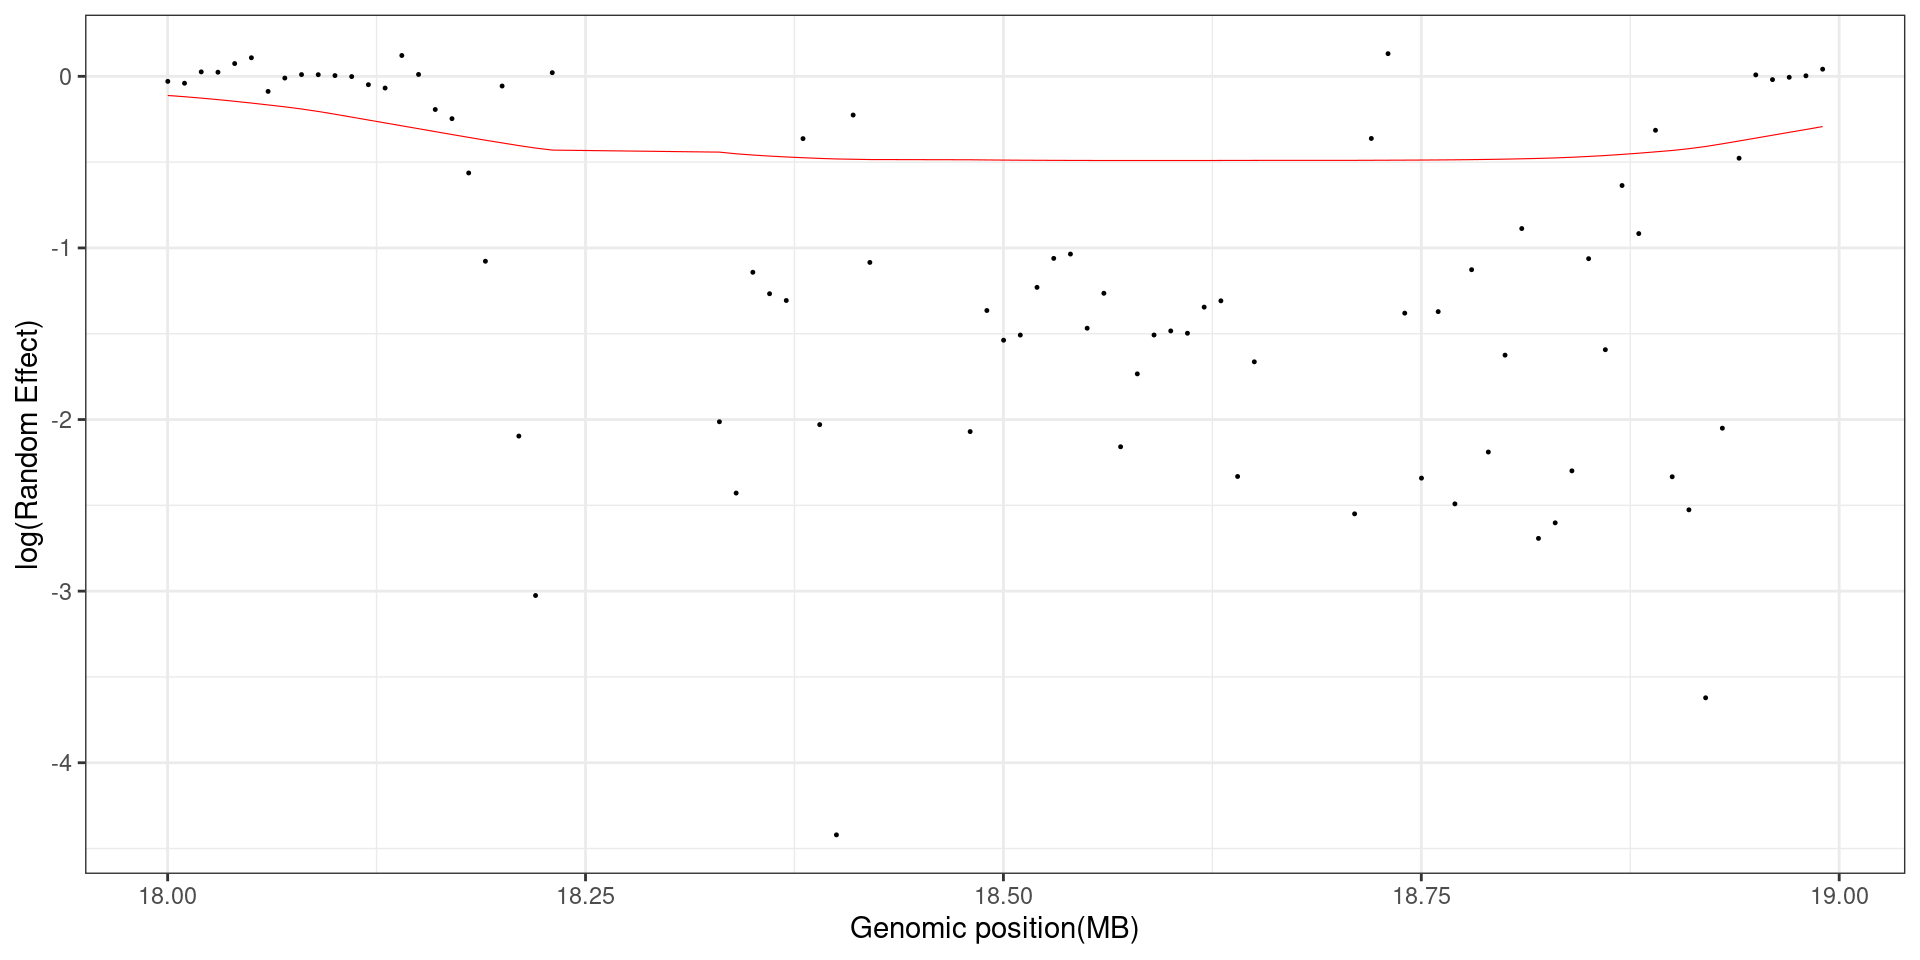 log(Random Effect)
0
-1
-2
-3
-4
18.00 18.25 18.50 18.75 19.00
Genomic position(MB)